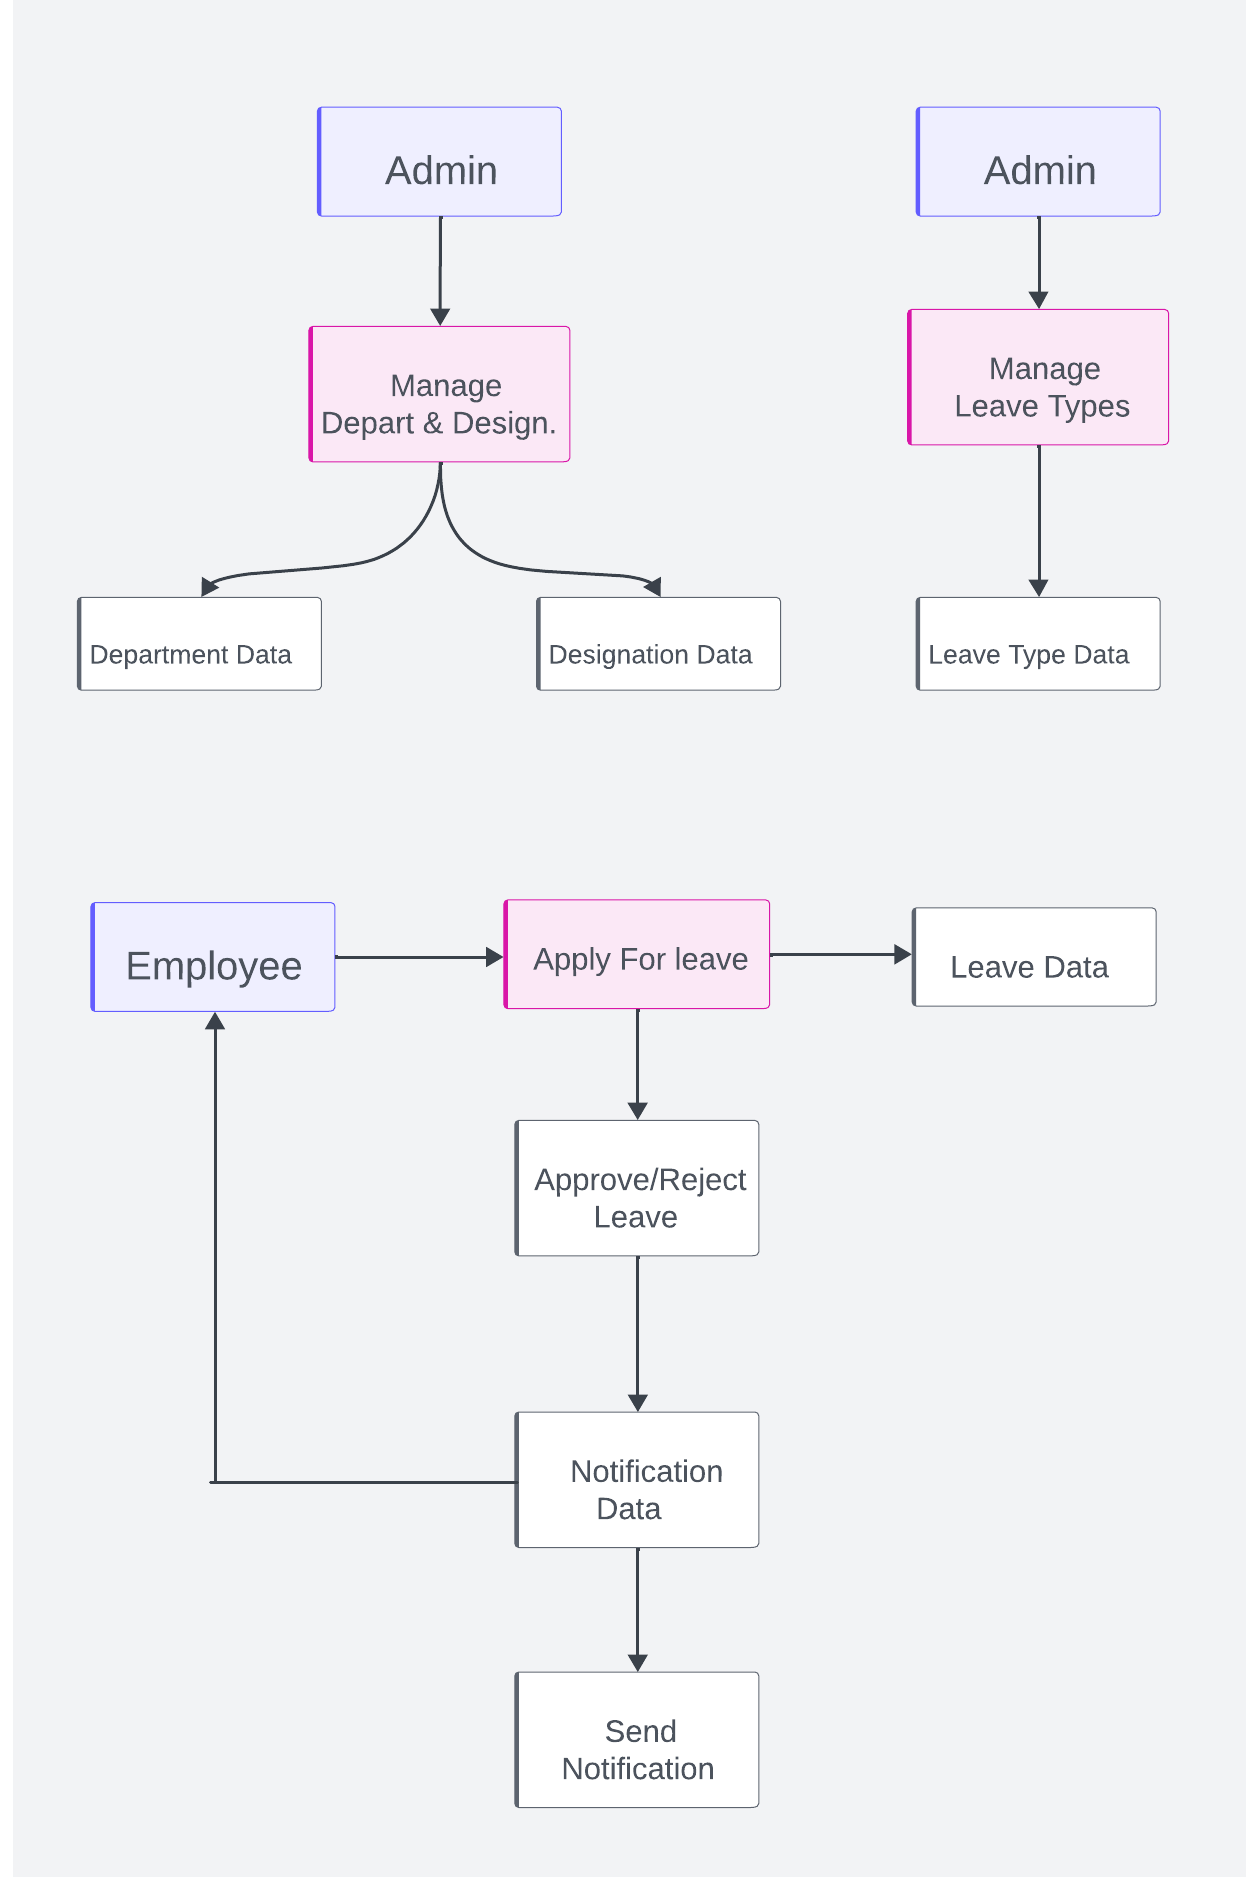 Admin
Admin
Manage
Depart & Design.
Manage
Leave Types
Department Data
Designation Data
Leave Type Data
Employee
Apply For leave
Leave Data
Approve/Reject
Leave
Notification
Data
Send
Notification